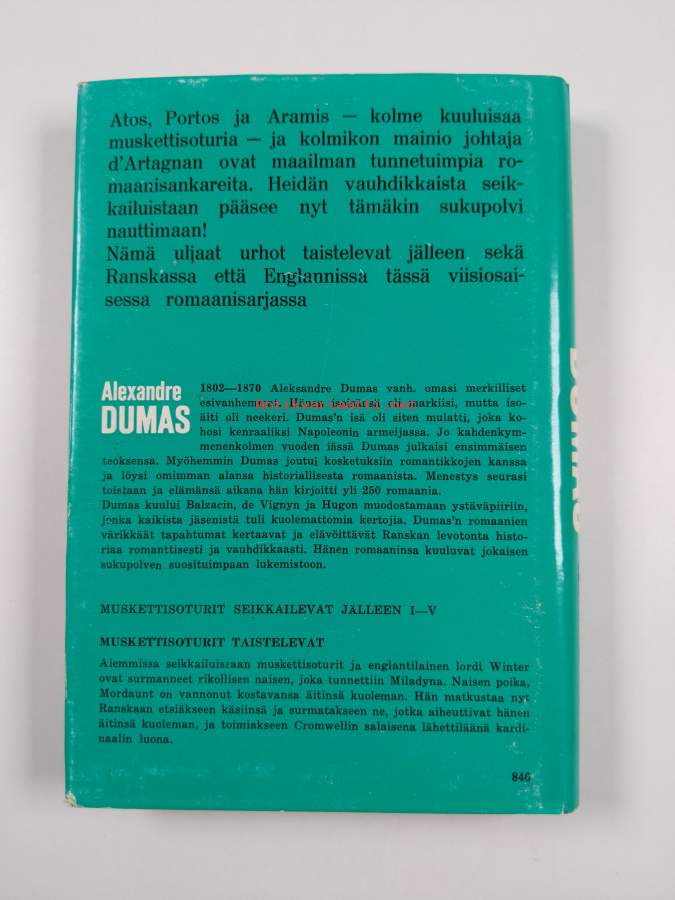 Atos, Portos ja Aramis — kolme kuuluisaa
muskettisoturia — ja kolmikon mainio johtaja
d'Artagnan ovat maailman tunnetuimpia ro-
maanisankareita. Heidän vauhdikkaista seik-
kailuistaan pääsee nyt tämäkin sukupolvi
nauttimaan!
Nämä uljaat urhot taistelevat jälleen sekä
Ranskassa että Englannissa tässä viisiosai-
sessa romaanisarjassa
Alexandre
DUMAS
1802—1870 Aleksandre Dumas vanh. omasi merkilliset
esivanhemmat. Hänen isoisänsä oli markiisi, mutta iso-
äiti oli neekeri. Dumas'n isä oli siten mulatti, joka ko-
hosi kenraaliksi Napoleonin armeijassa. Jo kahdenkym-
menenkolmen vuoden iässä Dumas julkaisi ensimmäisen
teoksensa. Myöhemmin Dumas joutui kosketuksiin romantikkojen kanssa
ja löysi omimman alansa historiallisesta romaanista. Menestys seurasi
toistaan ja elämänsä aikana hän kirjoitti yli 250 romaania.
Dumas kuului Balzacin, de Vignyn ja Hugon muodostamaan ystäväpiiriin,
jonka kaikista jäsenistä tuli kuolemattomia kertojia. Dumas'n romaanien
värikkäät tapahtumat kertaavat ja elävöittävät Ranskan levotonta histo-
riaa romanttisesti ja vauhdikkaasti. Hänen romaaninsa kuuluvat jokaisen
sukupolven suosituimpaan lukemistoon.
MUSKETTISOTURIT SEIKKAILEVAT JÄLLEEN I—V
MUSKETTISOTURIT TAISTELEVAT
Aiemmissa seikkailuissaan muskettisoturit ja englantilainen lordi Winter
ovat surmanneet rikollisen naisen, joka tunnettiin Miladyna. Naisen poika,
Mordaunt on vannonut kostavansa äitinsä kuoleman. Hän matkustaa nyt
Ranskaan etsiäkseen käsiinsä ja surmatakseen ne, jotka aiheuttivat hänen
äitinsä kuoleman, ja toimiakseen Cromwellin salaisena lähettiläänä kardi-
naalin luona.
846
DUMAS